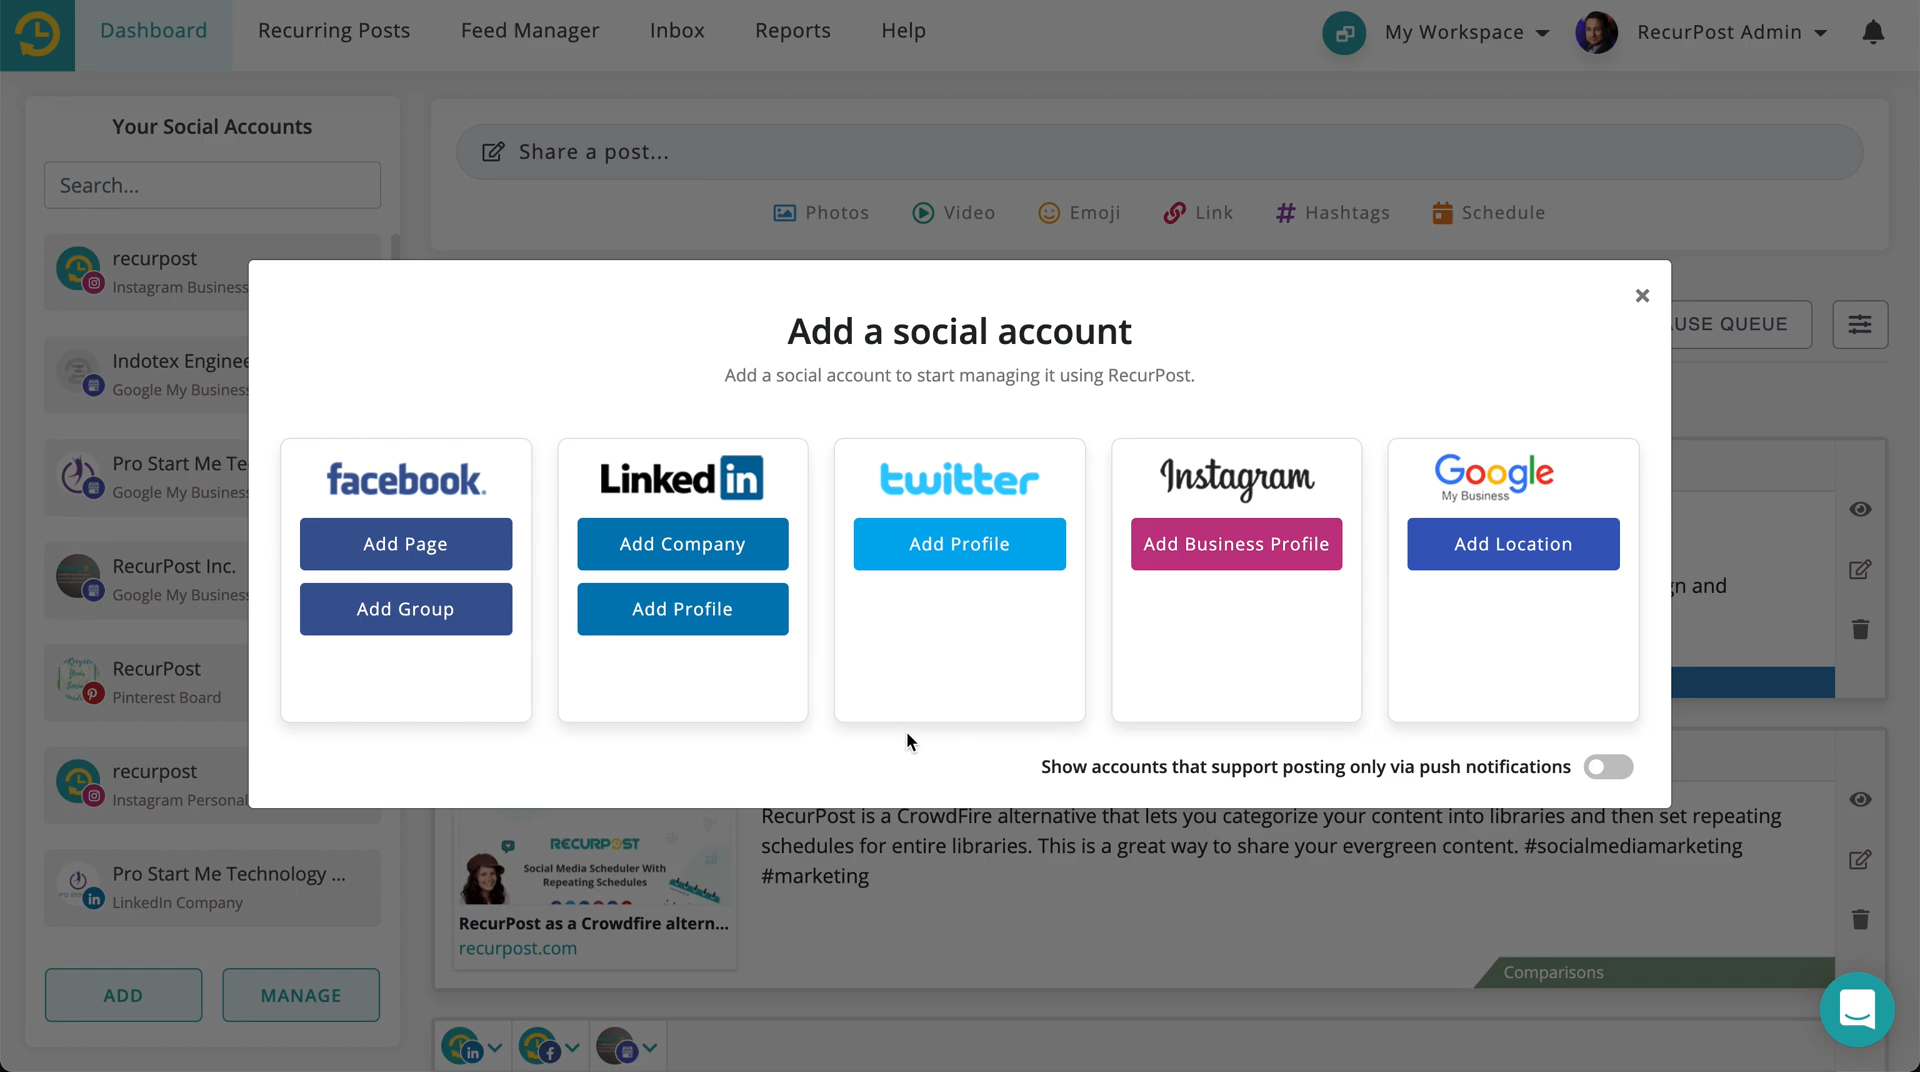 Dashboard
Recurring Posts
Feed Manager
Inbox
Reports
Help
My Workspace
RecurPost Admin
Your Social Accounts
Search...
recurpost
Instagram Business
Indotex Enginee
Google My Business
Pro Start Me Te
Google My Business
RecurPost Inc.
Google My Business
RecurPost
Pinterest Board
recurpost
Instagram Personal
Pro Start Me Technology ...
LinkedIn Company
ADD
MANAGE
Share a post...
Photos
Video
Emoji
Link
Hashtags
Schedule
USE QUEUE
Add a social account
Add a social account to start managing it using RecurPost.
facebook.
Add Page
Add Group
Linked in
Add Company
Add Profile
twitter
Add Profile
Instagram
Add Business Profile
Google
My Business
Add Location
Show accounts that support posting only via push notifications
gn and
RecurPost is a CrowdFire alternative that lets you categorize your content into libraries and then set repeating
schedules for entire libraries. This is a great way to share your evergreen content. #socialmediamarketing
#marketing
RECURPOST
Social Media Scheduler With
Repeating Schedules
RecurPost as a Crowdfire altern...
recurpost.com
Comparisons